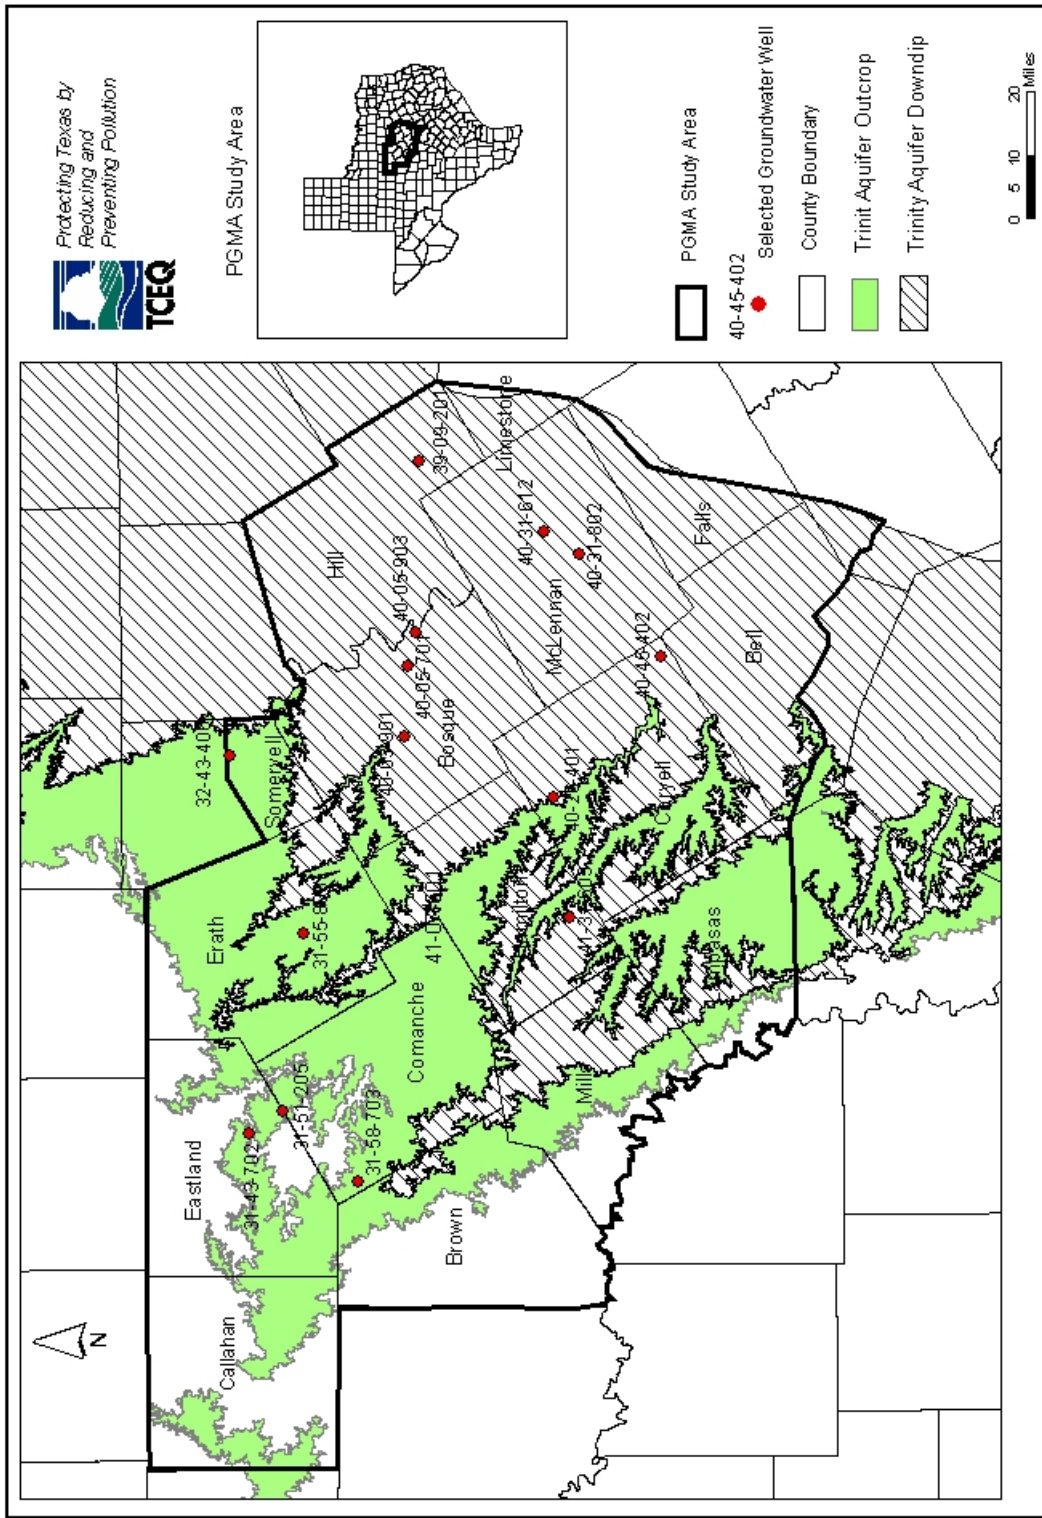 Protecting Texas by
Reducing and
Preventing Pollution
TCEQ
PGMA Study Area
PGMA Study Area
40-45-402
Selected Groundwater Well
County Boundary
Trinit Aquifer Outcrop
Trinity Aquifer Downdip
0 5 10 20
Miles
N
Callahan
Eastland
31-43-702
31-51-205
31-58-703
Brown
Comanche
Erath
31-55-8
Mills
Somervell
32-43-40
Bosque
40-05-701
40-05-903
Hill
39-09-201
Limestone
McLennan
40-31-612
40-31-802
Falls
40-45-402
Bell
Coryell